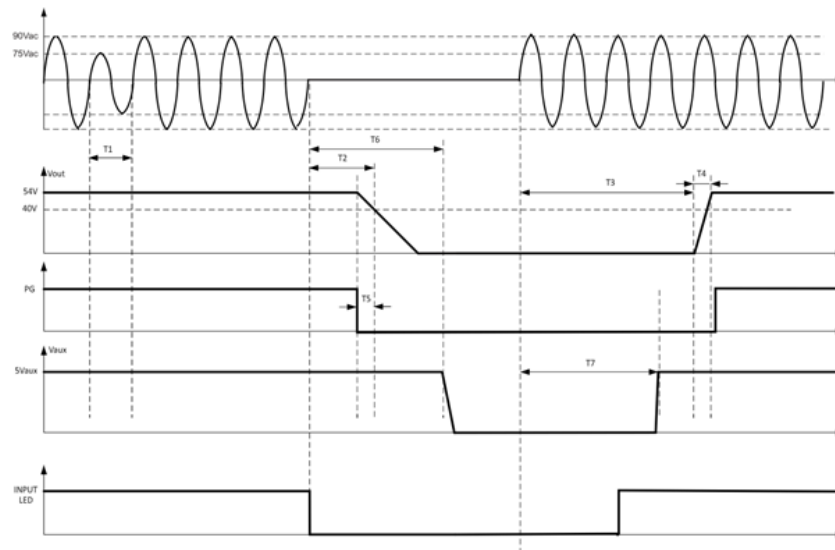 90Vac
75Vac
T1
T6
T2
Vout
T3
T4
54V
40V
PG
T5
Vaux
5Vaux
T7
INPUT
LED